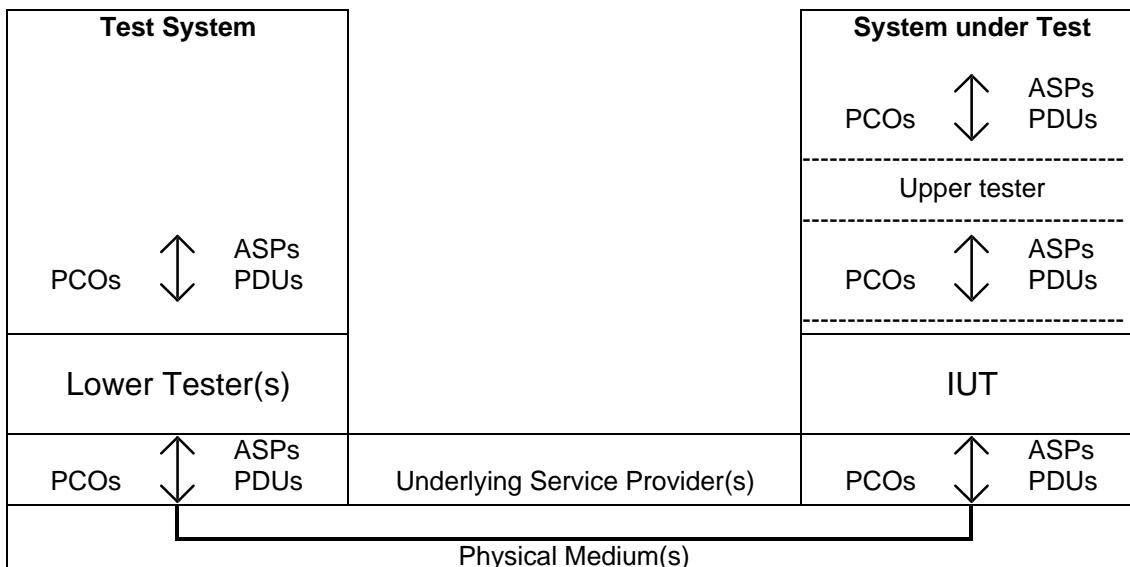 Test System
System under Test
ASPs
PCOs
PDUs
Upper tester
ASPs
PCOs
PDUs
ASPs
PCOs
PDUs
Lower Tester(s)
IUT
ASPs
PCOs
PDUs
Underlying Service Provider(s)
ASPs
PCOs
PDUs
Physical Medium(s)